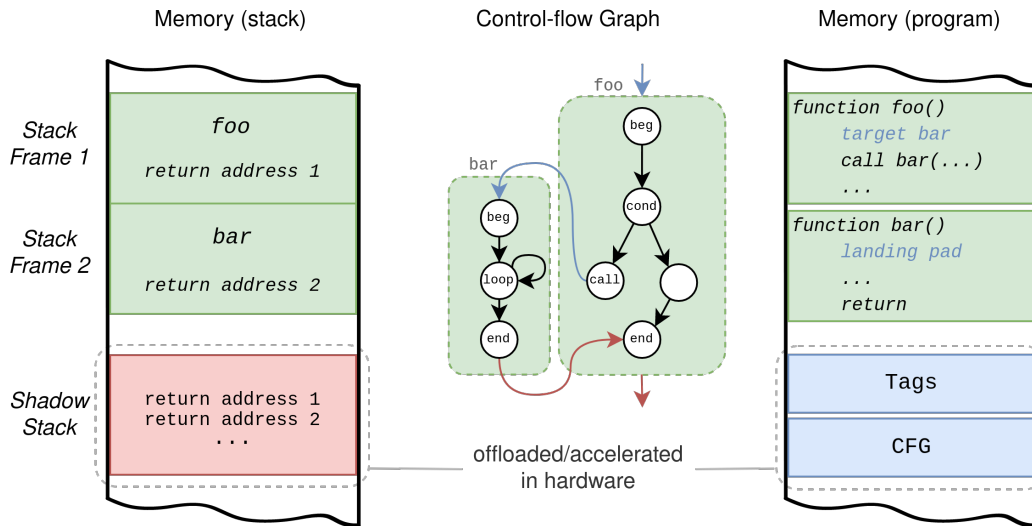 Memory (stack)
Control-flow Graph
Memory (program)
Stack
Frame 1
foo
return address 1
Stack
Frame 2
bar
return address 2
Shadow
Stack
return address 1
return address 2
...
foo
beg
cond
call
end
bar
beg
loop
end
offloaded/accelerated
in hardware
function foo()
target bar
call bar(...)
...
function bar()
landing pad
...
return
Tags
CFG